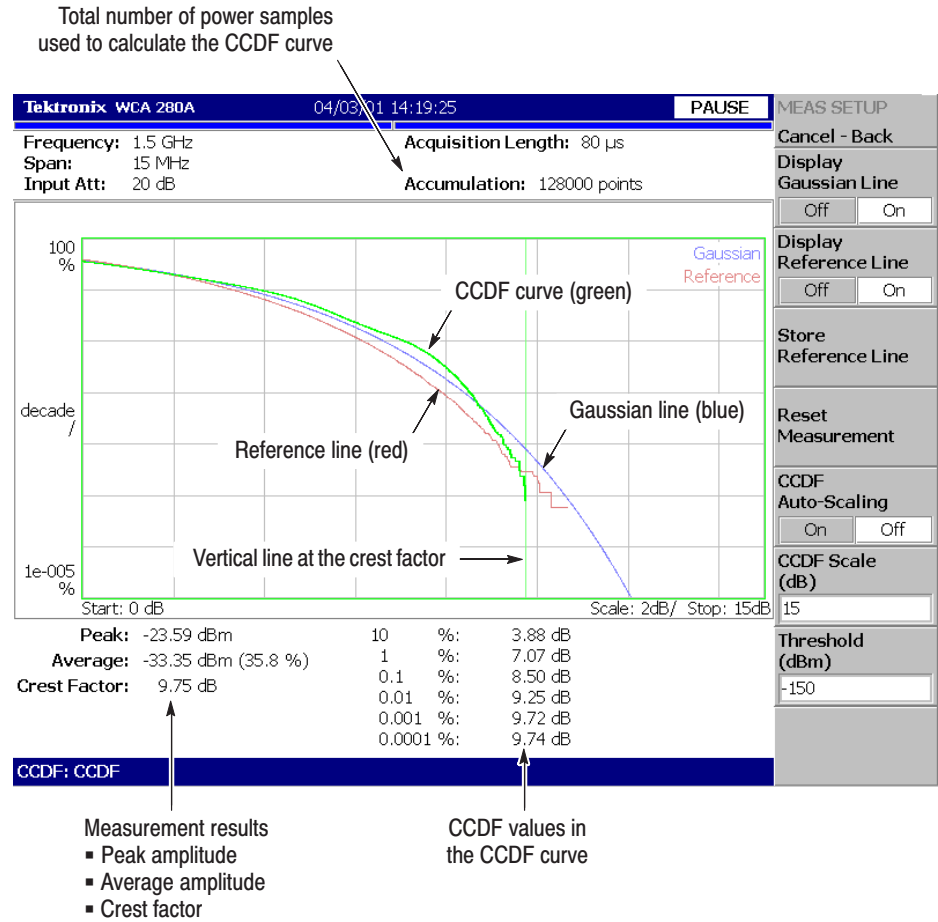 Total number of power samples
used to calculate the CCDF curve
Tektronix WCA 280A 04/03/01 14:19:25 PAUSE
Frequency: 1.5 GHz Acquisition Length: 80 µs
Span: 15 MHz
Input Att: 20 dB Accumulation: 128000 points
MEAS SETUP
Cancel - Back
Display
Gaussian Line
Off On
Display
Reference Line
Off On
Store
Reference Line
Reset
Measurement
CCDF
Auto-Scaling
On Off
CCDF Scale
(dB)
15
Threshold
(dBm)
-150
100
%
Gaussian
Reference
CCDF curve (green)
decade
/
Gaussian line (blue)
Reference line (red)
Vertical line at the crest factor
1e-005
%
Start: 0 dB Scale: 2dB/ Stop: 15dB
Peak: -23.59 dBm
Average: -33.35 dBm (35.8 %)
Crest Factor: 9.75 dB
10 %: 3.88 dB
1 %: 7.07 dB
0.1 %: 8.50 dB
0.01 %: 9.25 dB
0.001 %: 9.72 dB
0.0001 %: 9.74 dB
CCDF: CCDF
Measurement results
▪ Peak amplitude
▪ Average amplitude
▪ Crest factor
CCDF values in
the CCDF curve